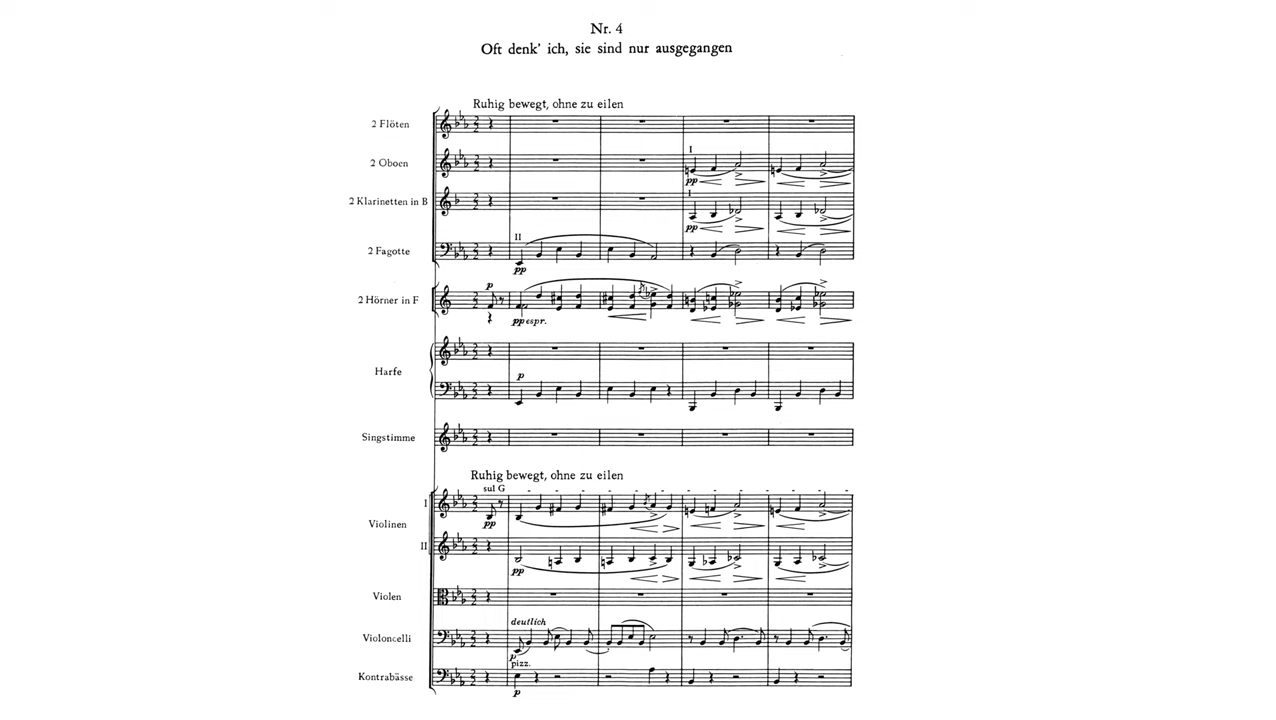 Nr. 4
Oft denk' ich, sie sind nur ausgegangen
Ruhig bewegt, ohne zu eilen
2 Flöten
2 Oboen
I
pp
2 Klarinetten in B
I
pp
2 Fagotte
II
pp
2 Hörner in F
p
pp espr.
Harfe
p
Singstimme
Ruhig bewegt, ohne zu eilen
sul G
Violinen
I
pp
II
pp
Violen
Violoncelli
deutlich
p
pizz.
Kontrabässe
p